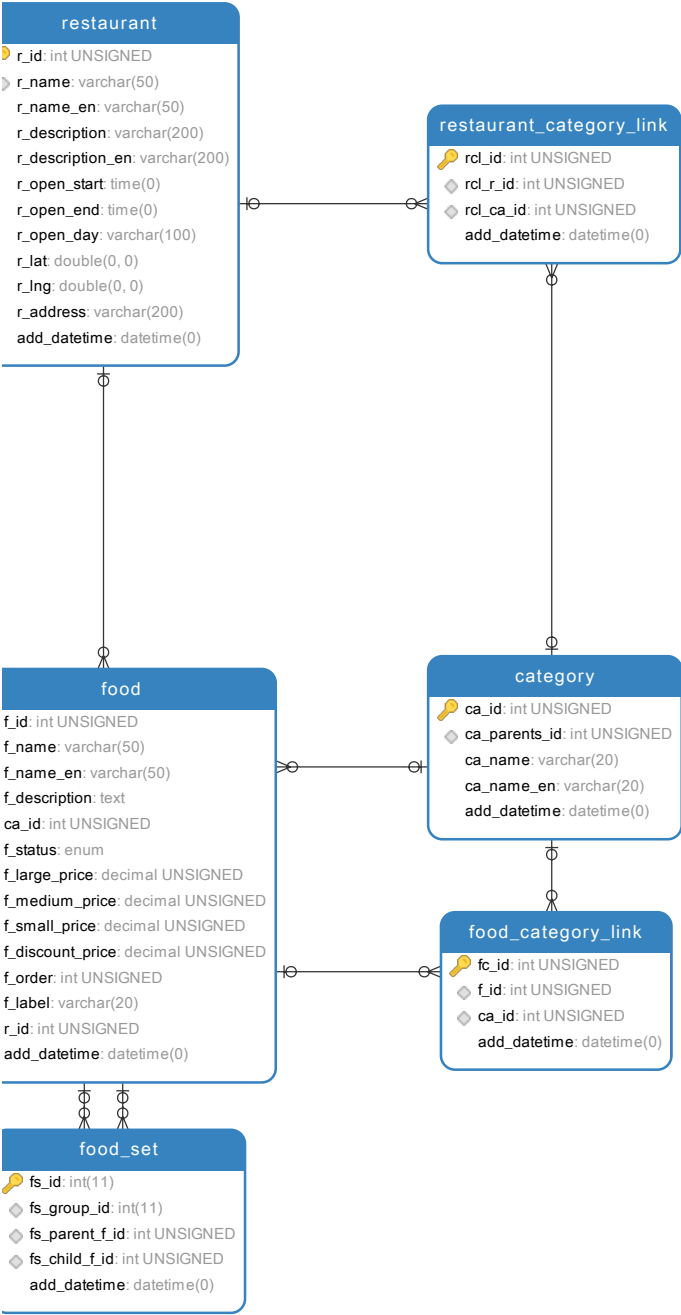 restaurant
r_id: int UNSIGNED
r_name: varchar(50)
r_name_en: varchar(50)
r_description: varchar(200)
r_description_en: varchar(200)
r_open_start: time(0)
r_open_end: time(0)
r_open_day: varchar(100)
r_lat: double(0, 0)
r_lng: double(0, 0)
r_address: varchar(200)
add_datetime: datetime(0)
restaurant_category_link
rcl_id: int UNSIGNED
rcl_r_id: int UNSIGNED
rcl_ca_id: int UNSIGNED
add_datetime: datetime(0)
food
f_id: int UNSIGNED
f_name: varchar(50)
f_name_en: varchar(50)
f_description: text
ca_id: int UNSIGNED
f_status: enum
f_large_price: decimal UNSIGNED
f_medium_price: decimal UNSIGNED
f_small_price: decimal UNSIGNED
f_discount_price: decimal UNSIGNED
f_order: int UNSIGNED
f_label: varchar(20)
r_id: int UNSIGNED
add_datetime: datetime(0)
category
ca_id: int UNSIGNED
ca_parents_id: int UNSIGNED
ca_name: varchar(20)
ca_name_en: varchar(20)
add_datetime: datetime(0)
food_category_link
fc_id: int UNSIGNED
f_id: int UNSIGNED
ca_id: int UNSIGNED
add_datetime: datetime(0)
food_set
fs_id: int(11)
fs_group_id: int(11)
fs_parent_f_id: int UNSIGNED
fs_child_f_id: int UNSIGNED
add_datetime: datetime(0)